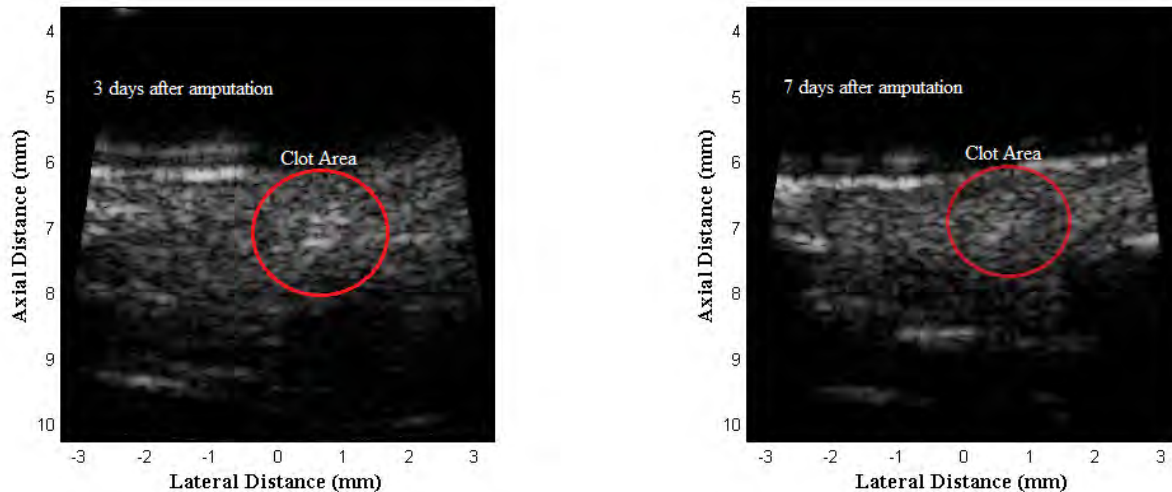 3 days after amputation
Clot Area
4
5
6
7
8
9
10
Axial Distance (mm)
-3 -2 -1 0 1 2 3
Lateral Distance (mm)
7 days after amputation
Clot Area
4
5
6
7
8
9
10
Axial Distance (mm)
-3 -2 -1 0 1 2 3
Lateral Distance (mm)